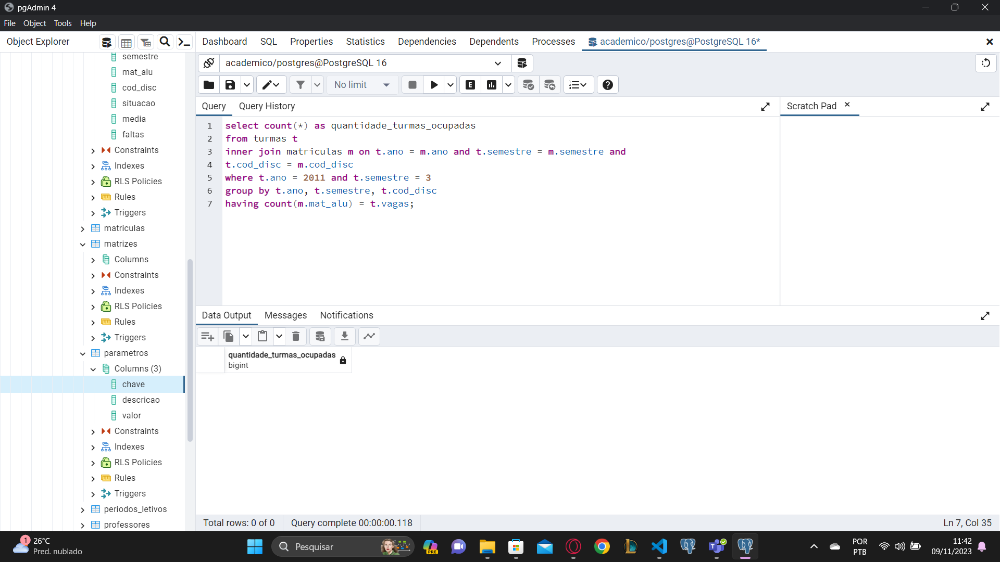 pgAdmin 4
File Object Tools Help
Object Explorer
Dashboard SQL Properties Statistics Dependencies Dependents Processes academico/postgres@PostgreSQL 16*
semestre
mat_alu
cod_disc
situacao
media
faltas
Constraints
Indexes
RLS Policies
Rules
Triggers
matriculas
matrizes
Columns
Constraints
Indexes
RLS Policies
Rules
Triggers
parametros
Columns (3)
chave
descricao
valor
Constraints
Indexes
RLS Policies
Rules
Triggers
periodos_letivos
professores
academico/postgres@PostgreSQL 16
No limit
E
Query Query History
Scratch Pad
1 select count(*) as quantidade_turmas_ocupadas
2 from turmas t
3 inner join matriculas m on t.ano = m.ano and t.semestre = m.semestre and
4 t.cod_disc = m.cod_disc
5 where t.ano = 2011 and t.semestre = 3
6 group by t.ano, t.semestre, t.cod_disc
7 having count(m.mat_alu) = t.vagas;
Data Output Messages Notifications
quantidade_turmas_ocupadas
bigint
Total rows: 0 of 0 Query complete 00:00:00.118
Ln 7, Col 35
1
26°C
Pred. nublado
Pesquisar
PRE
POR
PTB
11:42
09/11/2023